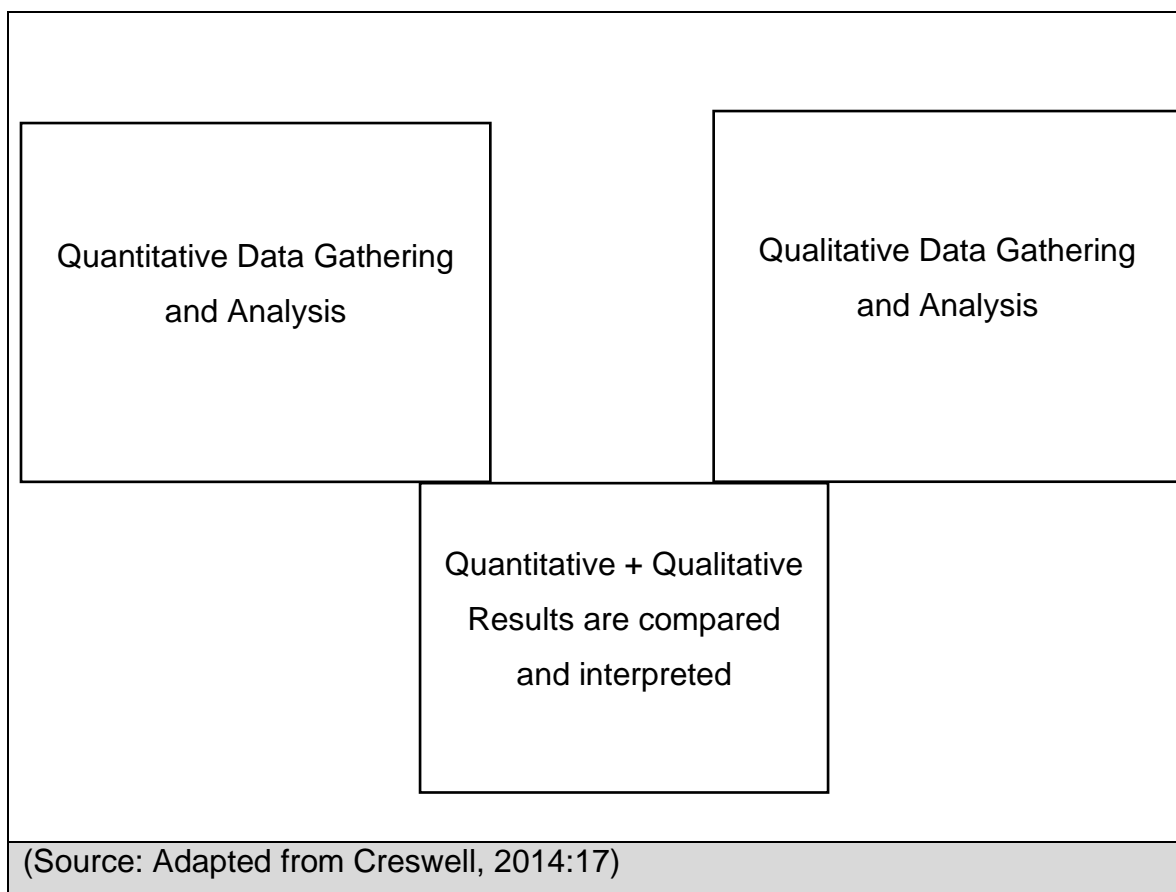 Quantitative Data Gathering
and Analysis
Qualitative Data Gathering
and Analysis
Quantitative + Qualitative
Results are compared
and interpreted
(Source: Adapted from Creswell, 2014:17)